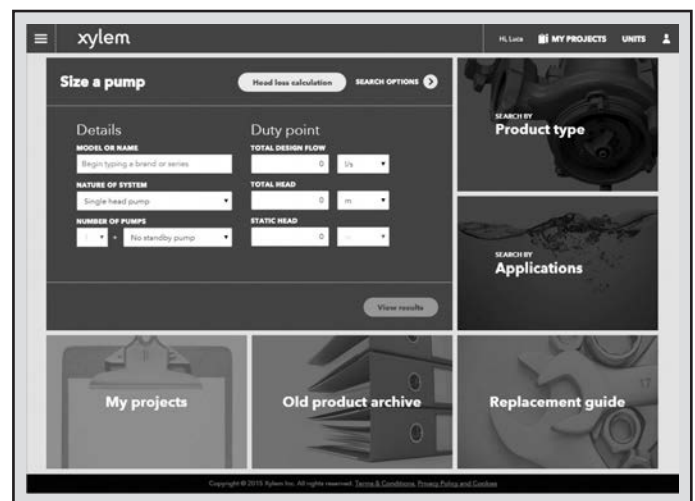 xylem
Hi, Luca MY PROJECTS UNITS
Size a pump
Head loss calculation
SEARCH OPTIONS
Details
MODEL OR NAME
Begin typing a brand or series
NATURE OF SYSTEM
Single head pump
NUMBER OF PUMPS
1 + No standby pump
Duty point
TOTAL DESIGN FLOW
0 l/s
TOTAL HEAD
0 m
STATIC HEAD
0
View results
SEARCH BY
Product type
SEARCH BY
Applications
My projects
Old product archive
Replacement guide
17
Copyright © 2015 Xylem Inc. All rights reserved. Terms & Conditions, Privacy Policy and Cookies